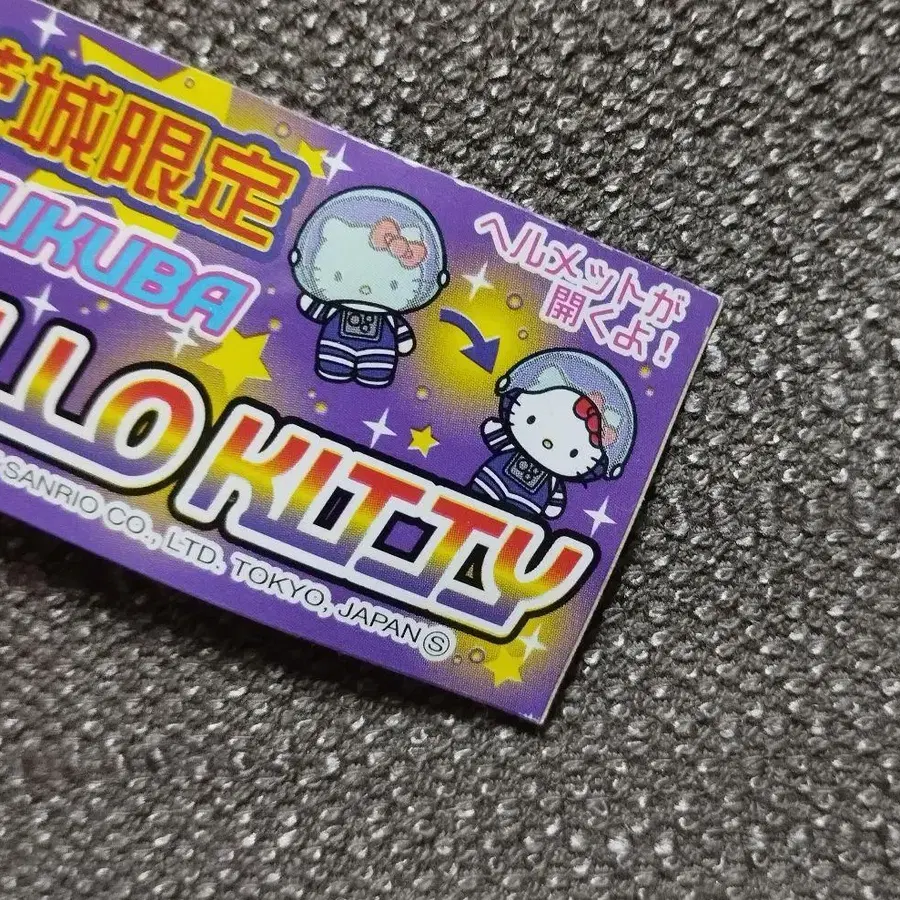 城限定
UKUBA
LLO KITTY
SANRIO CO., LTD. TOKYO, JAPAN Ⓢ
ヘルメットが
開くよ!